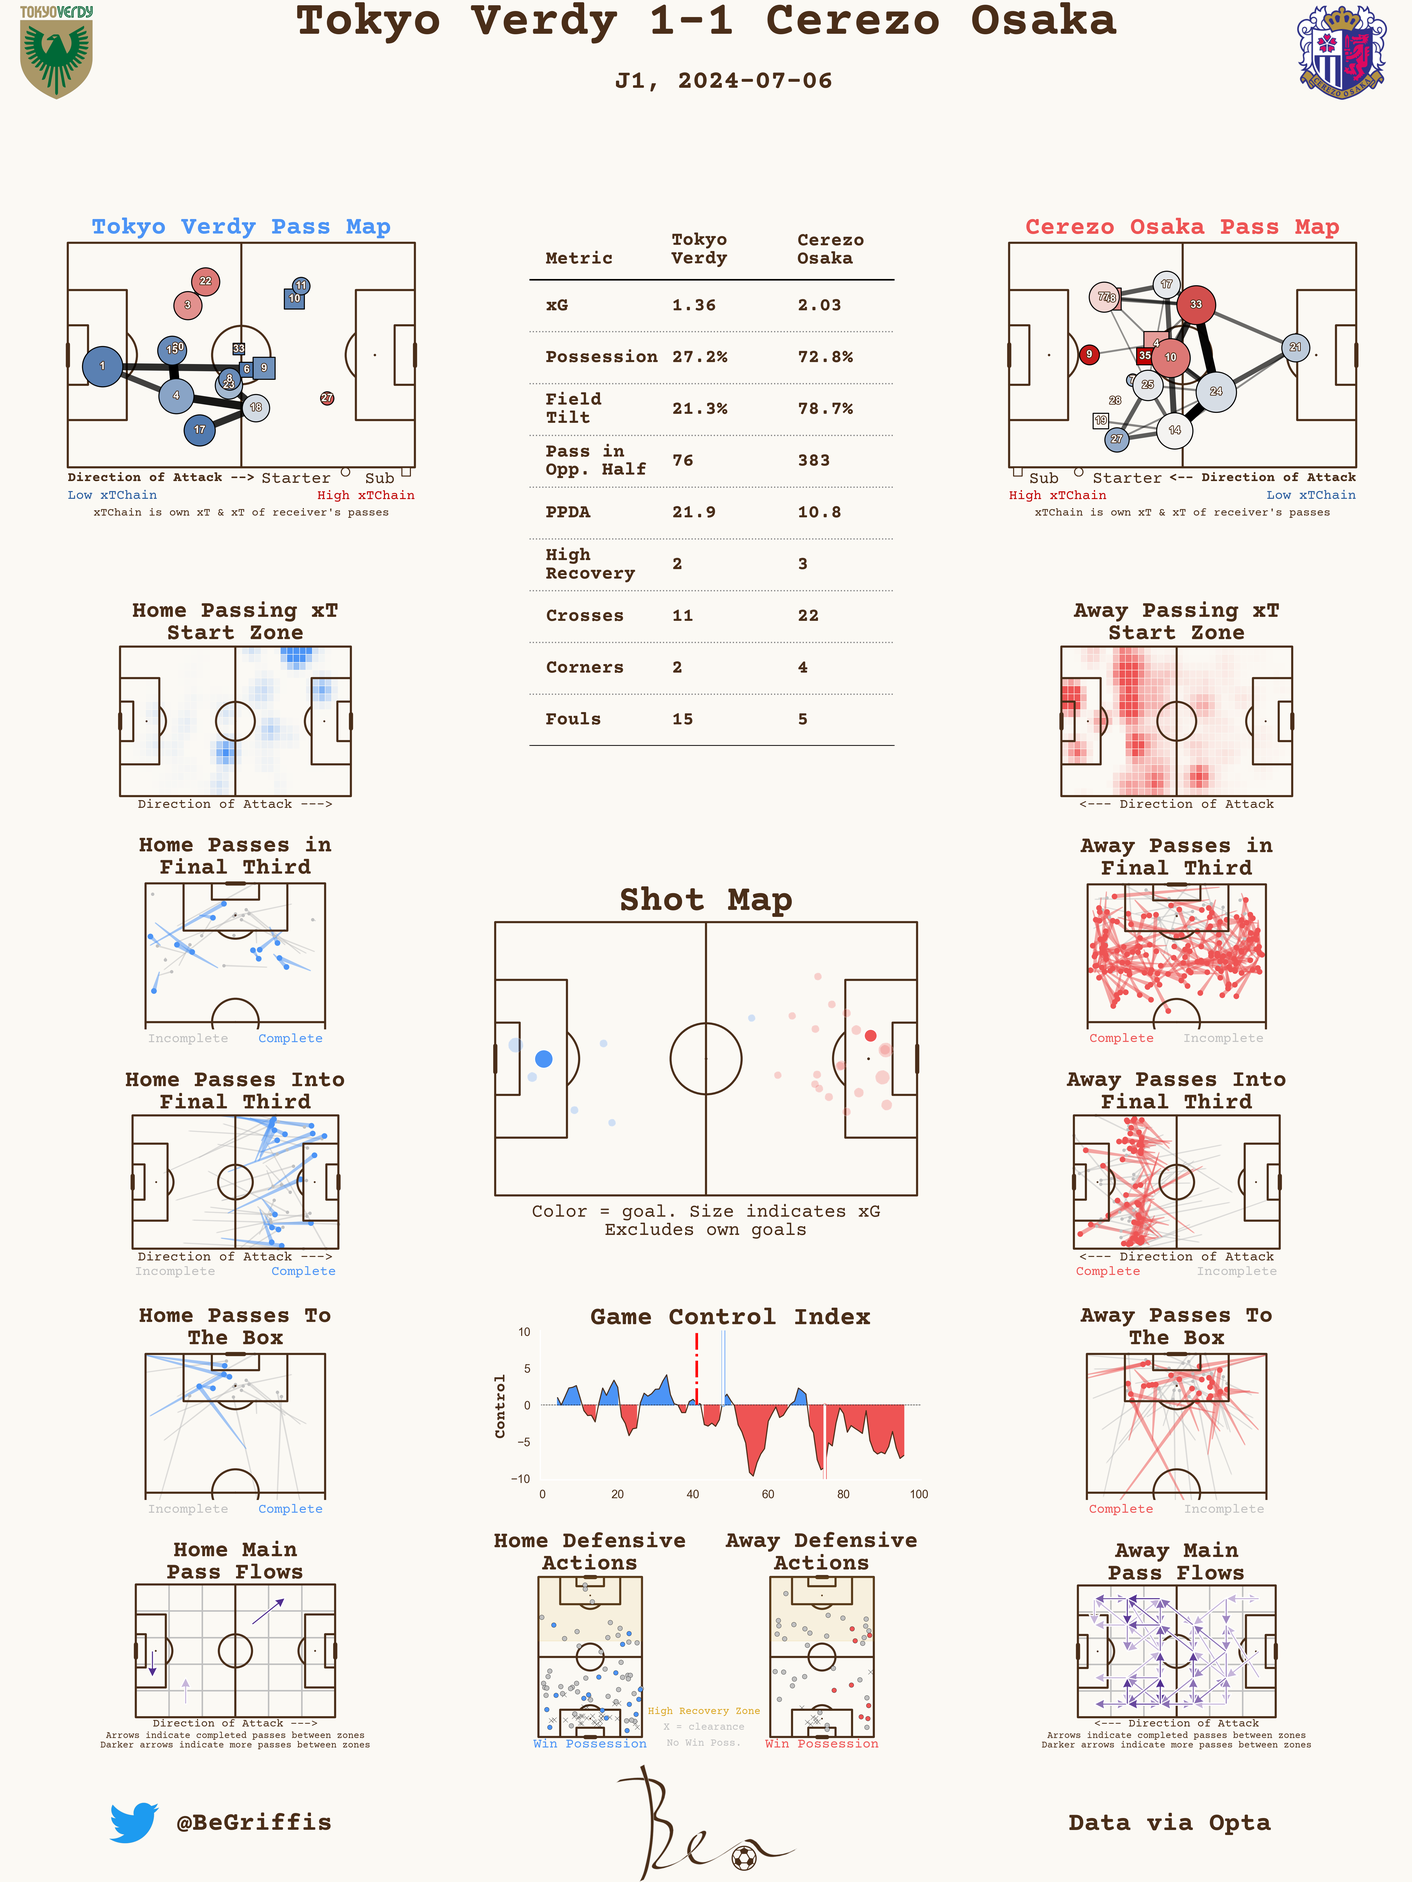 TOKYOVERDY
Tokyo Verdy 1-1 Cerezo Osaka
J1, 2024-07-06
CEREZO OSAKA
Tokyo Verdy Pass Map
22
3
11
10
33
15
1
6
9
8
23
4
18
27
17
Direction of Attack --> Starter Sub
Low xTChain High xTChain
xTChain is own xT & xT of receiver's passes
Metric Tokyo Verdy Cerezo Osaka
xG 1.36 2.03
Possession 27.2% 72.8%
Field Tilt 21.3% 78.7%
Pass in Opp. Half 76 383
PPDA 21.9 10.8
High Recovery 2 3
Crosses 11 22
Corners 2 4
Fouls 15 5
Cerezo Osaka Pass Map
17
77
33
4
21
9
35
10
25
24
28
19
14
27
Sub Starter <-- Direction of Attack
High xTChain Low xTChain
xTChain is own xT & xT of receiver's passes
Home Passing xT
Start Zone
Direction of Attack --->
Away Passing xT
Start Zone
<--- Direction of Attack
Home Passes in
Final Third
Incomplete Complete
Away Passes in
Final Third
Complete Incomplete
Shot Map
Color = goal. Size indicates xG
Excludes own goals
Home Passes Into
Final Third
Direction of Attack --->
Incomplete Complete
Away Passes Into
Final Third
<--- Direction of Attack
Complete Incomplete
Home Passes To
The Box
Incomplete Complete
Game Control Index
Control
10
5
0
−5
−10
0 20 40 60 80 100
Away Passes To
The Box
Complete Incomplete
Home Main
Pass Flows
Direction of Attack --->
Arrows indicate completed passes between zones
Darker arrows indicate more passes between zones
Home Defensive
Actions
Win Possession
High Recovery Zone
X = clearance
No Win Poss.
Away Defensive
Actions
Win Possession
Away Main
Pass Flows
<--- Direction of Attack
Arrows indicate completed passes between zones
Darker arrows indicate more passes between zones
@BeGriffis
Ben
Data via Opta